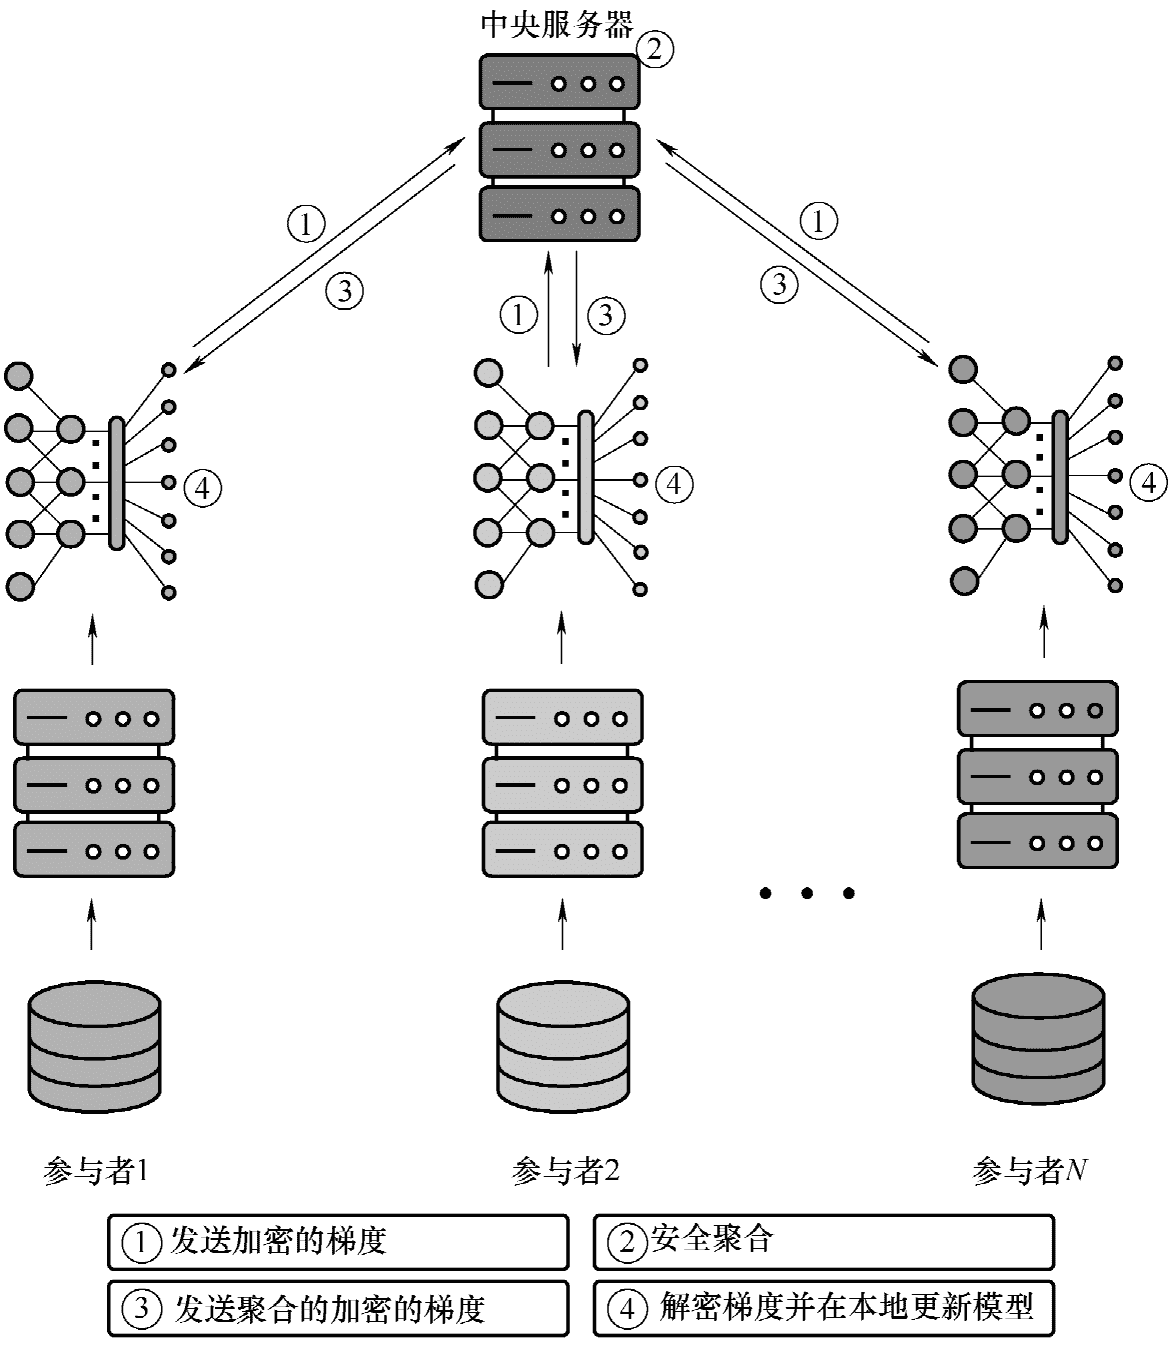 中央服务器
②
① ①
③ ③
① ③
④ ④ ④
参与者1 参与者2 参与者N
① 发送加密的梯度
② 安全聚合
③ 发送聚合的加密的梯度
④ 解密梯度并在本地更新模型